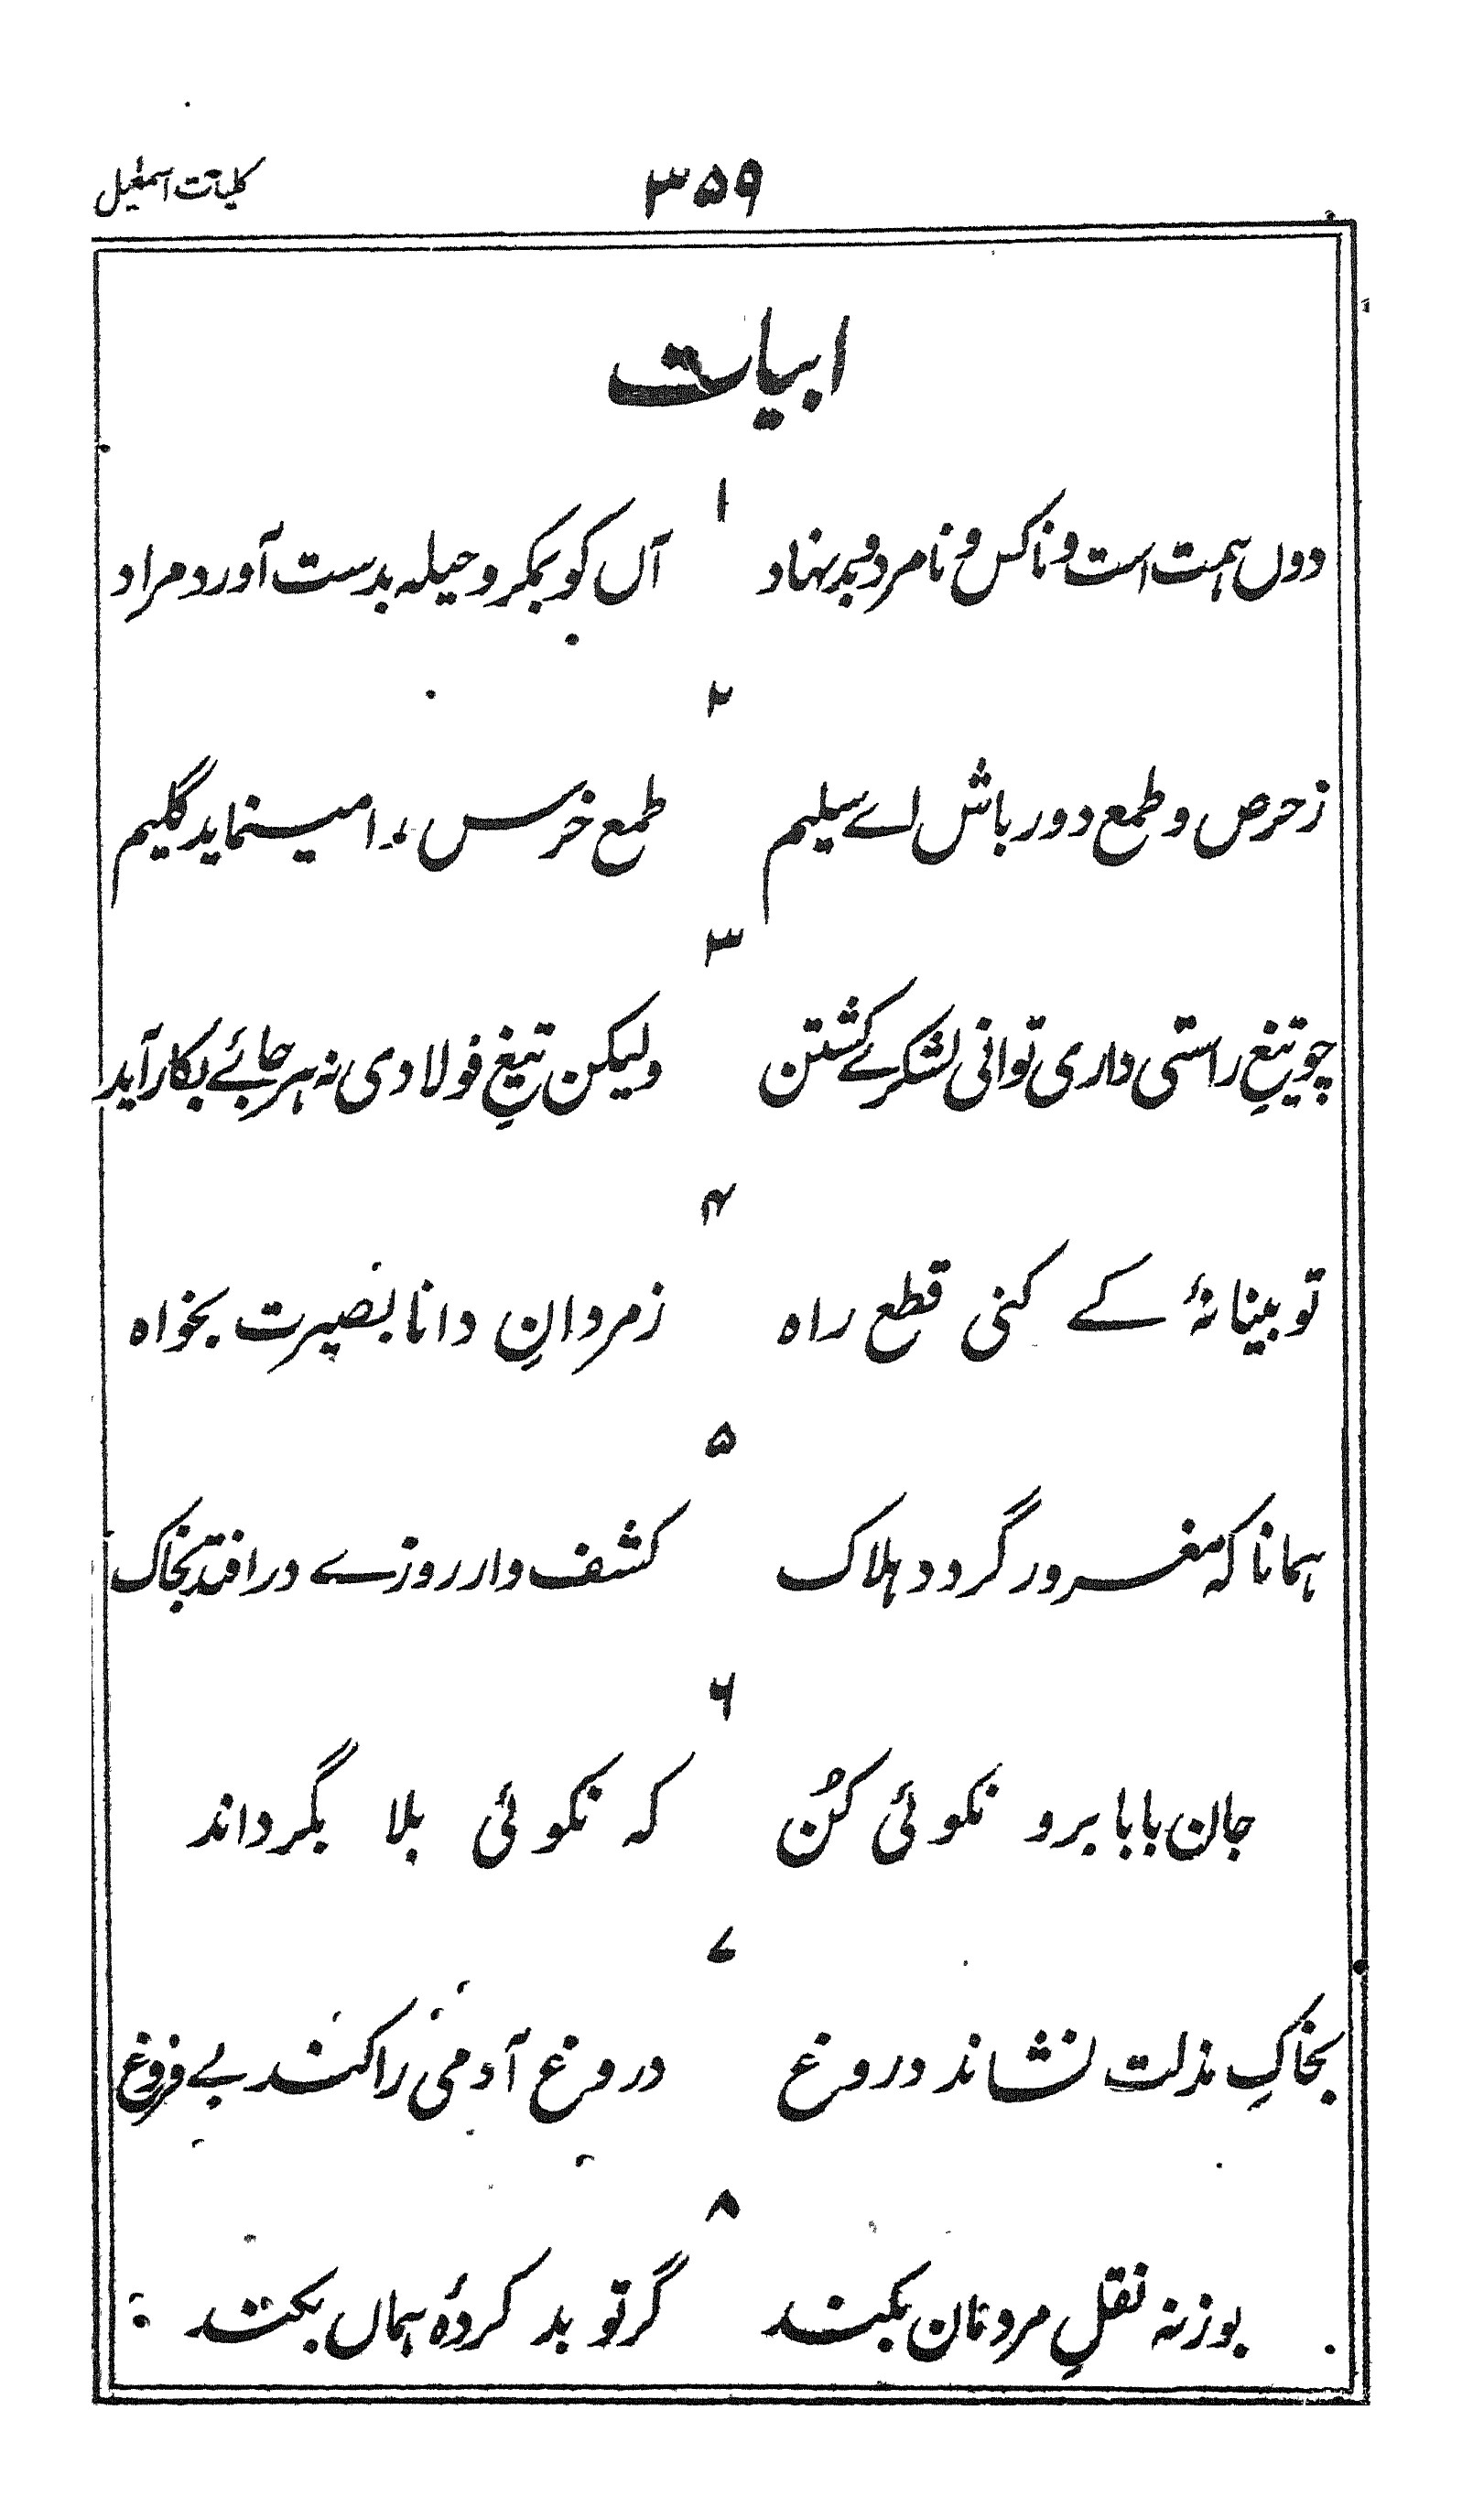 کلیات اسمٰعیل
۳۵۹
ابیات
۱
دوں ہمت است و ناکس و نامرد و بدنہاد آں کو بمکر و حیلہ بدست آورد مراد
۲
ز حرص و طمع دور باش اے سلیم طمع خرس را مینماید گلیم
۳
چو تیغِ راستی داری توانی لشکرے کشتن ولیکن تیغِ فولادی نہ ہر جائے بکار آید
۴
تو بینا نۂ کے کنی قطع راہ ز مردانِ دانا بصیرت بخواہ
۵
ہمانا کہ مغرور گردد ہلاک کشف وار روزے در افتد بخاک
۶
جان بابا برو نکوئی کُن کہ نکوئی بلا بگرداند
۷
بخاکِ مذلت نشاند دروغ دروغ آدمی را کند بے فروغ
۸
بوزنہ نقلِ مردمان بکند گر تو بد کردۂ ہماں بکند